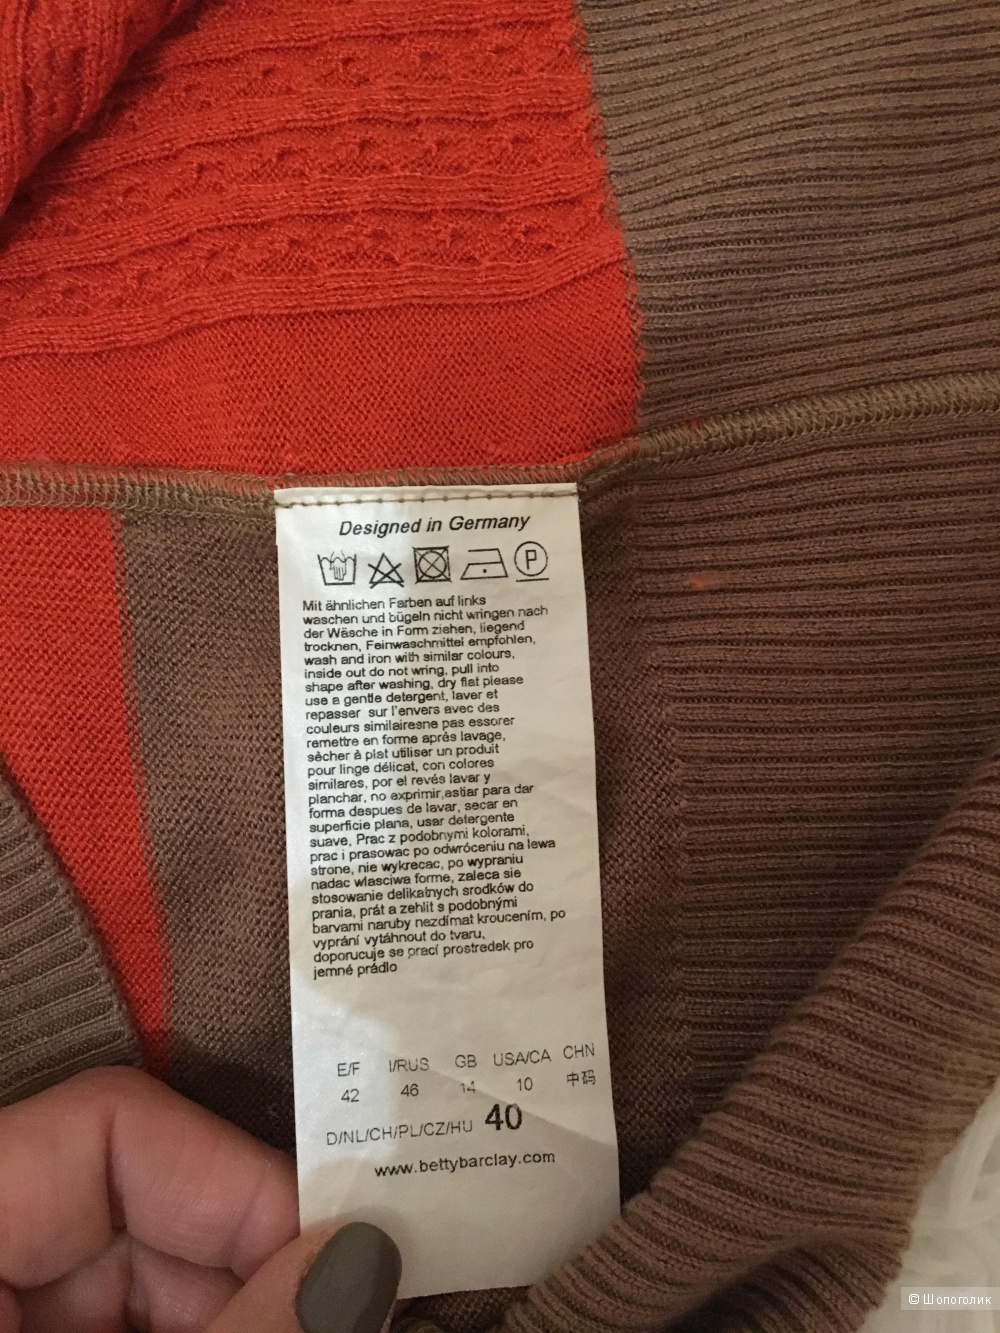 Designed in Germany
P
Mit ähnlichen Farben auf links
waschen und bügeln nicht wringen nach
der Wäsche in Form ziehen, liegend
trocknen, Feinwaschmittel empfohlen,
wash and iron with similar colours,
inside out do not wring, pull into
shape after washing, dry flat please
use a gentle detergent, laver et
repasser sur l'envers avec des
couleurs similairesne pas essorer
remettre en forme aprés lavage,
sècher à plat utiliser un produit
pour linge délicat, con colores
similares, por el revés lavar y
planchar, no exprimir,estiar para dar
forma despues de lavar, secar en
superficie plana, usar detergente
suave, Prac z podobnymi kolorami,
prac i prasowac po odwróceniu na lewa
strone, nie wykrecac, po wypraniu
nadac wlasciwa forme, zaleca sie
stosowanie delikatnych srodków do
prania, prát a zehlit s podobnými
barvami naruby nezdímat kroucením, po
vyprání vytáhnout do tvaru,
doporucuje se prací prostredek pro
jemné prádlo
E/F I/RUS GB USA/CA CHN
42 46 14 10 中码
D/NL/CH/PL/CZ/HU 40
www.bettybarclay.com
© Шопоголик